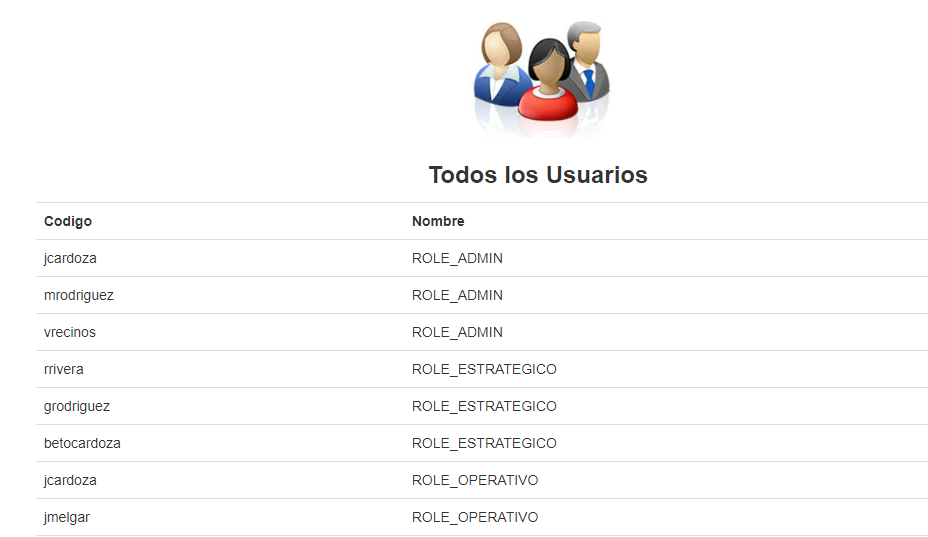 Todos los Usuarios
Codigo Nombre
jcardoza ROLE_ADMIN
mrodriguez ROLE_ADMIN
vrecinos ROLE_ADMIN
rrivera ROLE_ESTRATEGICO
grodriguez ROLE_ESTRATEGICO
betocardoza ROLE_ESTRATEGICO
jcardoza ROLE_OPERATIVO
jmelgar ROLE_OPERATIVO